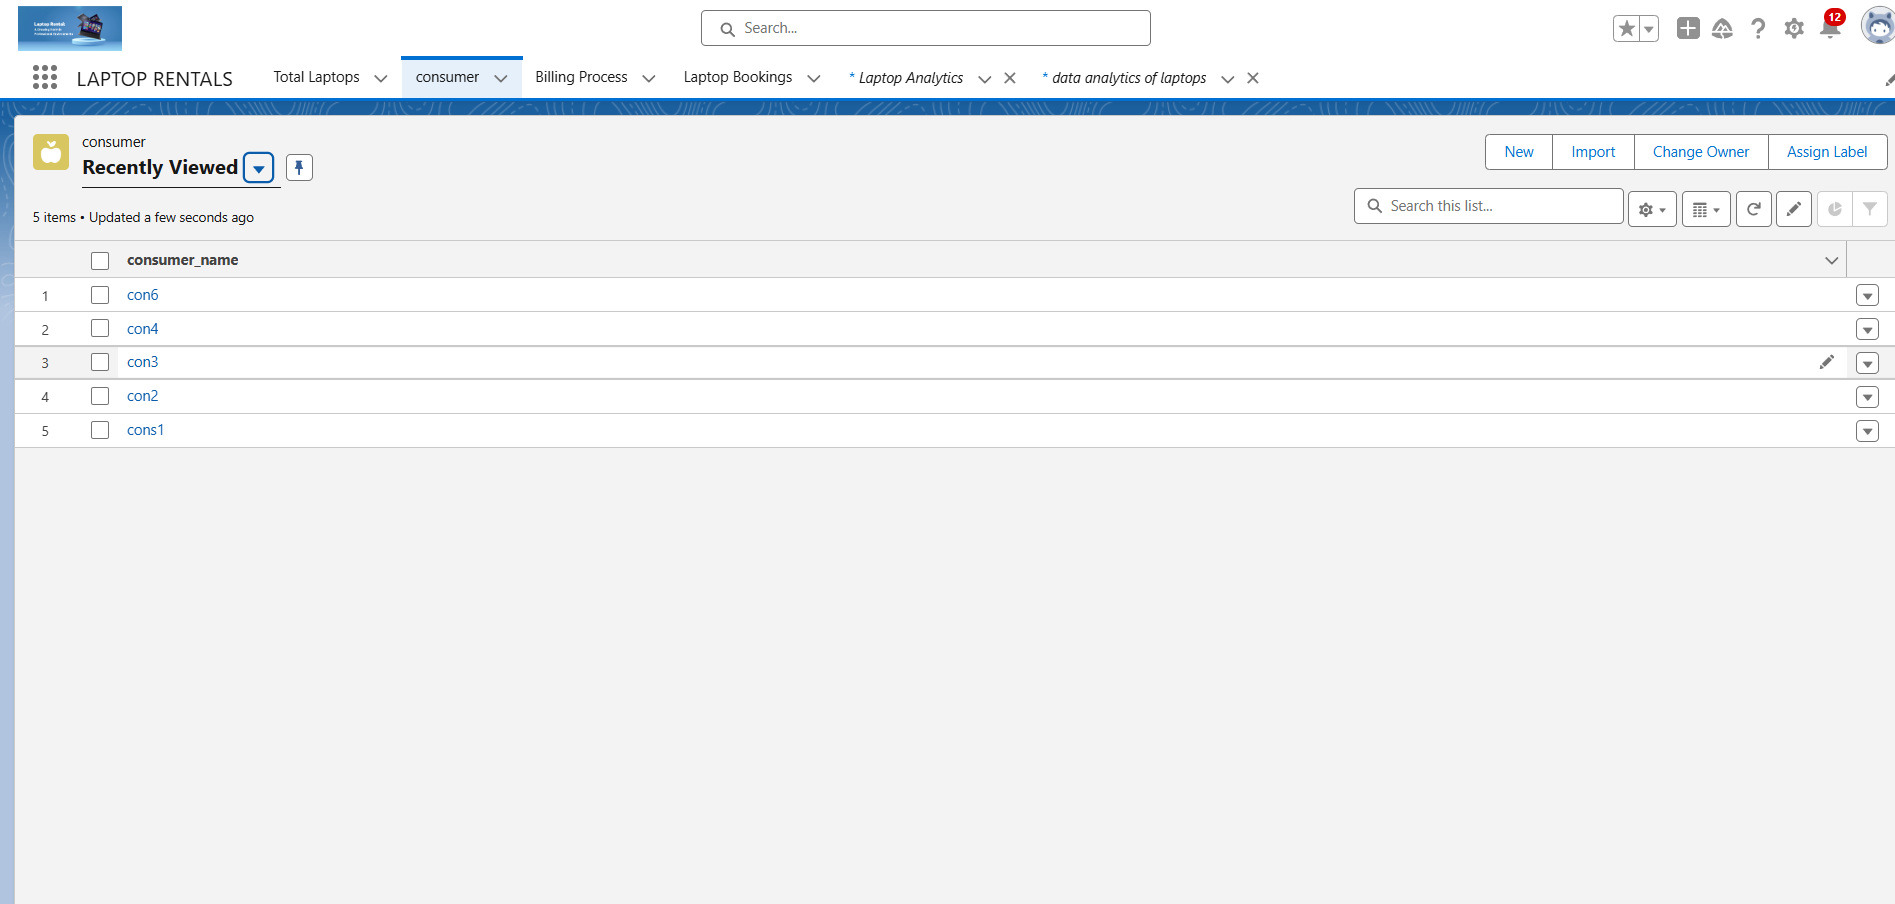 Laptop Rental:
Search...
12
LAPTOP RENTALS
Total Laptops
consumer
Billing Process
Laptop Bookings
* Laptop Analytics
* data analytics of laptops
consumer
Recently Viewed
New
Import
Change Owner
Assign Label
5 items • Updated a few seconds ago
Search this list...
consumer_name
1 con6
2 con4
3 con3
4 con2
5 cons1